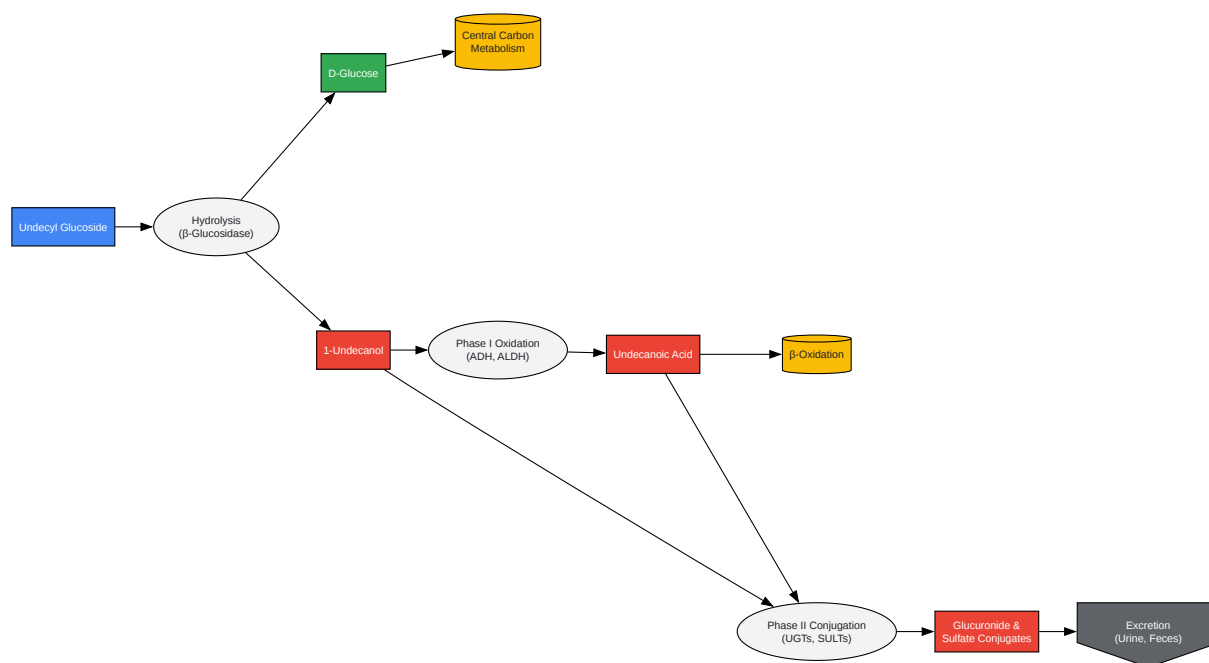 Central Carbon
Metabolism
D-Glucose
Undecyl Glucoside
Hydrolysis
(β-Glucosidase)
1-Undecanol
Phase I Oxidation
(ADH, ALDH)
Undecanoic Acid
β-Oxidation
Phase II Conjugation
(UGTs, SULTs)
Glucuronide &
Sulfate Conjugates
Excretion
(Urine, Feces)